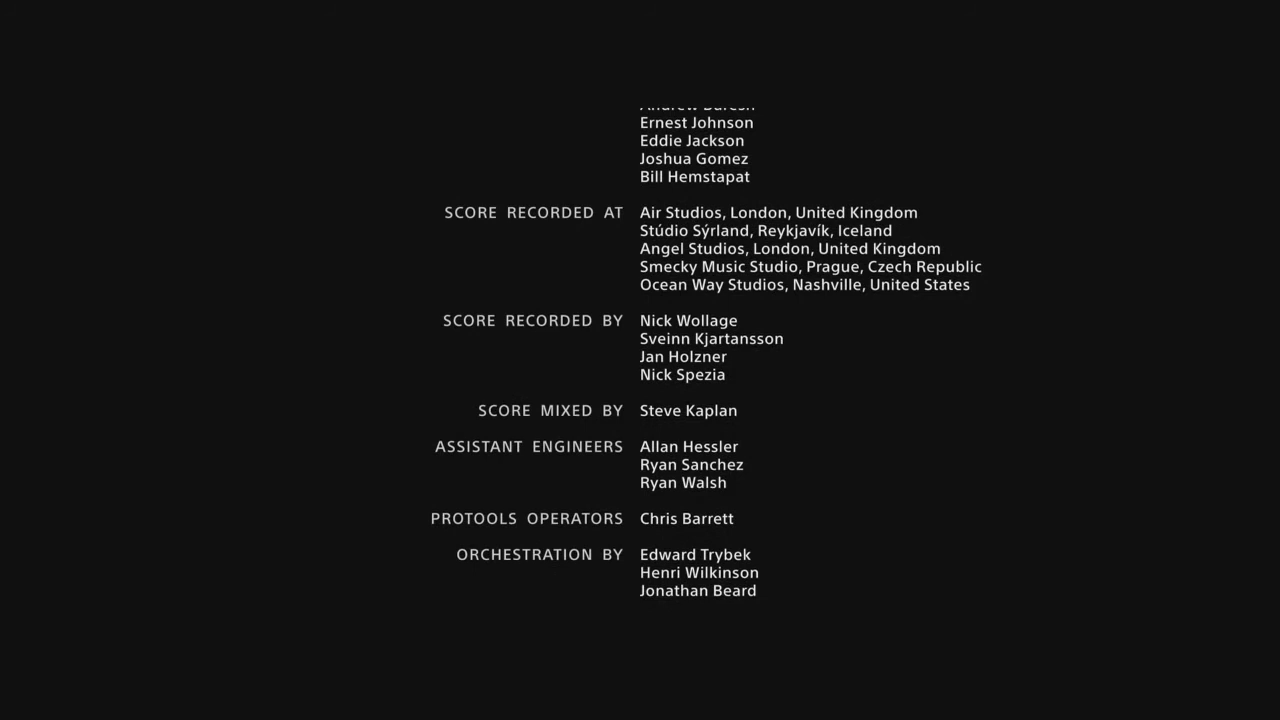 Ernest Johnson
Eddie Jackson
Joshua Gomez
Bill Hemstapat
SCORE RECORDED AT Air Studios, London, United Kingdom
Stúdio Sýrland, Reykjavík, Iceland
Angel Studios, London, United Kingdom
Smecky Music Studio, Prague, Czech Republic
Ocean Way Studios, Nashville, United States
SCORE RECORDED BY Nick Wollage
Sveinn Kjartansson
Jan Holzner
Nick Spezia
SCORE MIXED BY Steve Kaplan
ASSISTANT ENGINEERS Allan Hessler
Ryan Sanchez
Ryan Walsh
PROTOOLS OPERATORS Chris Barrett
ORCHESTRATION BY Edward Trybek
Henri Wilkinson
Jonathan Beard